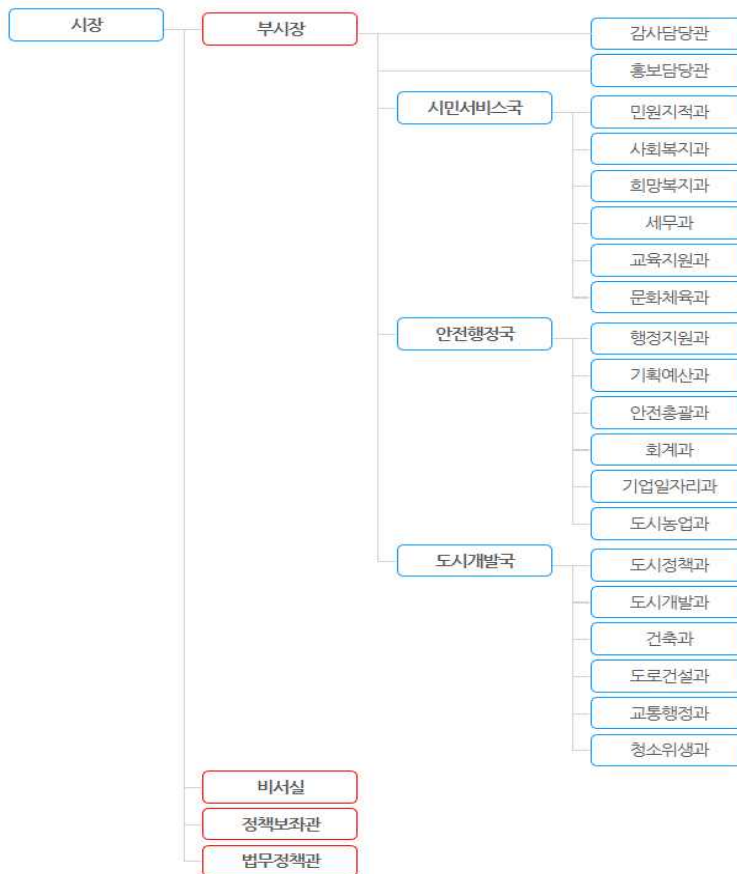 시장
부시장
감사담당관
홍보담당관
시민서비스국
민원지적과
사회복지과
희망복지과
세무과
교육지원과
문화체육과
안전행정국
행정지원과
기획예산과
안전총괄과
회계과
기업일자리과
도시농업과
도시개발국
도시정책과
도시개발과
건축과
도로건설과
교통행정과
청소위생과
비서실
정책보좌관
법무정책관